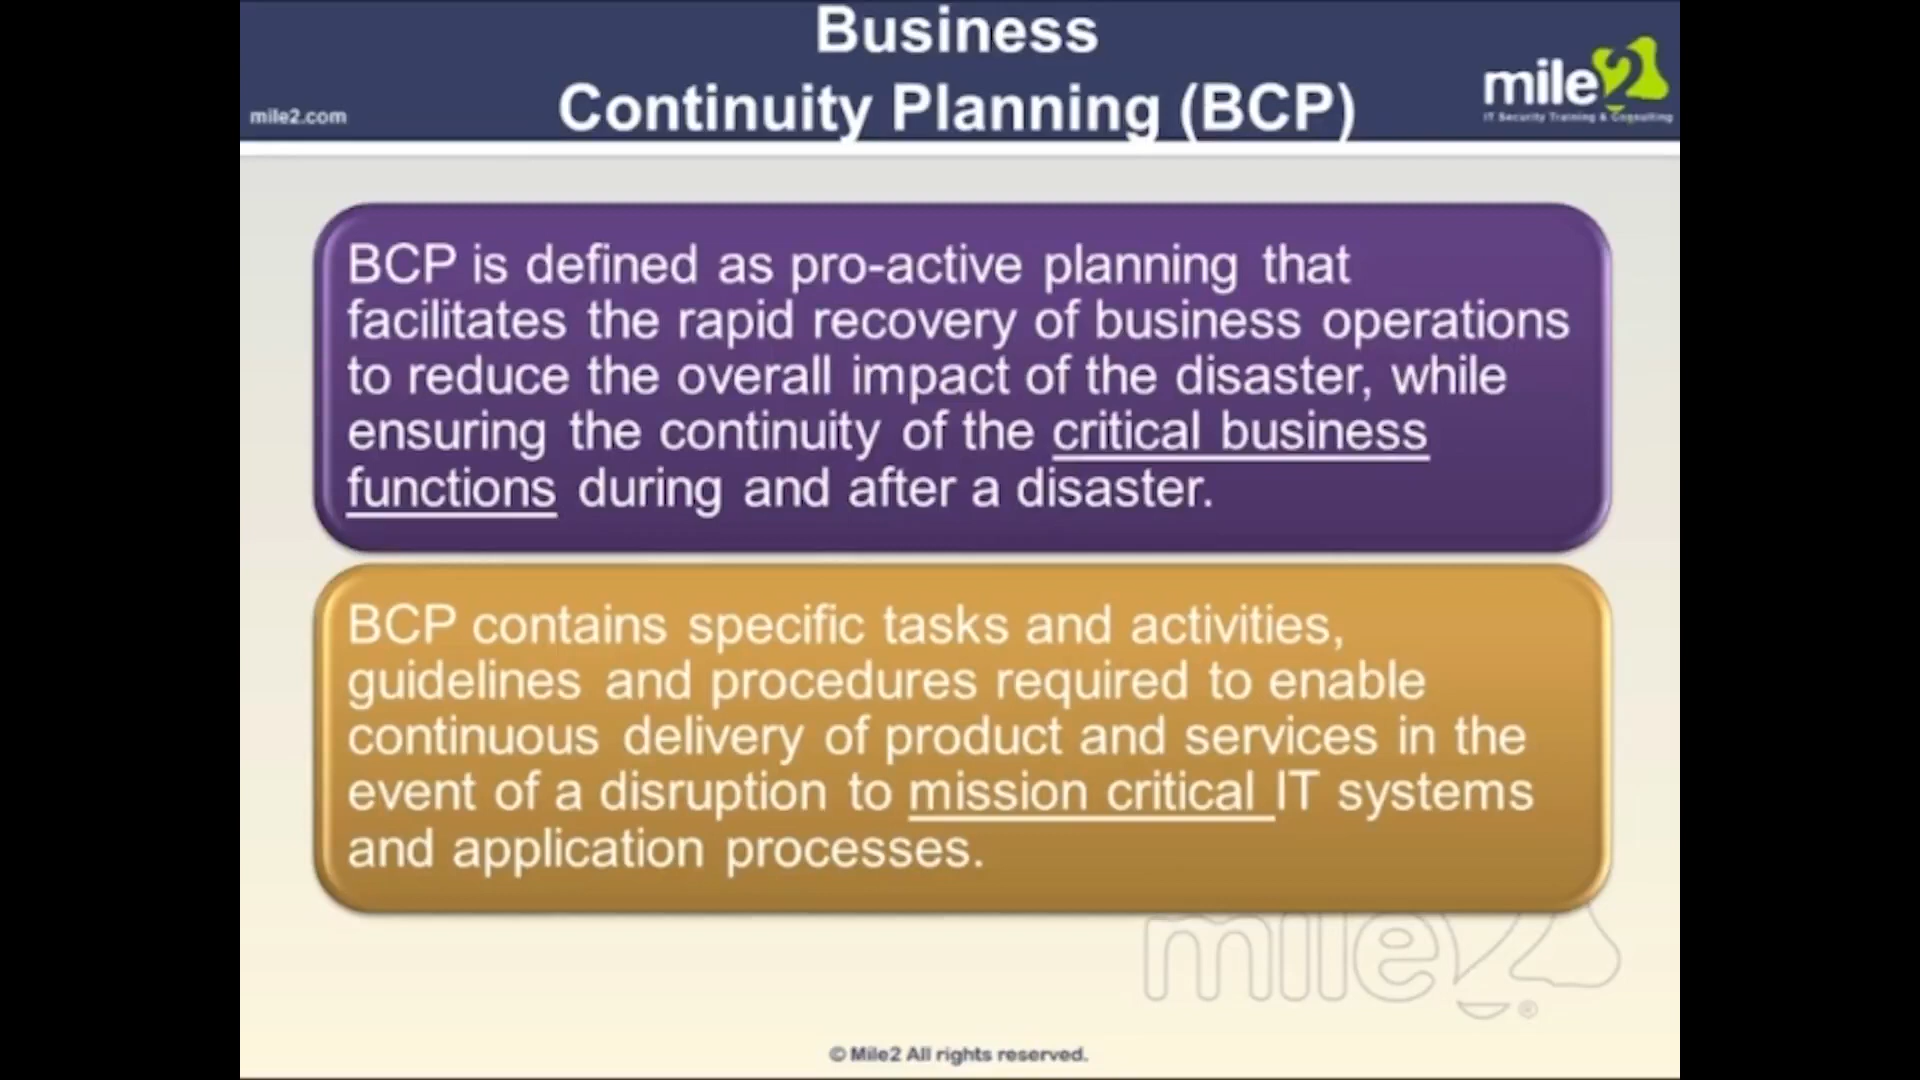 Business
Continuity Planning (BCP)
mile2.com
mile2
IT Security Training & Consulting
BCP is defined as pro-active planning that
facilitates the rapid recovery of business operations
to reduce the overall impact of the disaster, while
ensuring the continuity of the critical business
functions during and after a disaster.
BCP contains specific tasks and activities,
guidelines and procedures required to enable
continuous delivery of product and services in the
event of a disruption to mission critical IT systems
and application processes.
mile2®
© Mile2 All rights reserved.